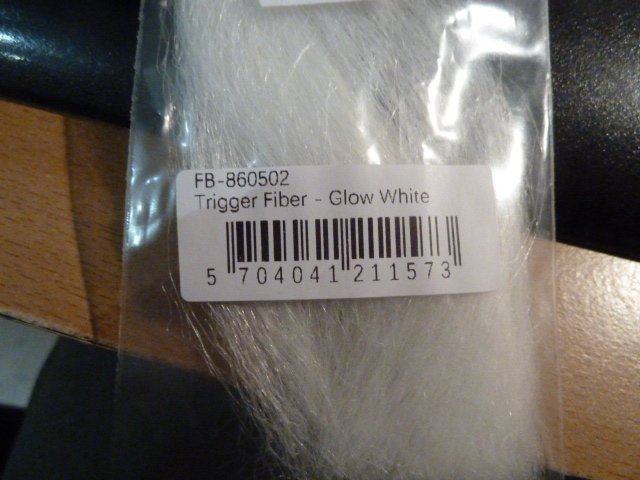 FB-860502
Trigger Fiber - Glow White
5 704041 211573